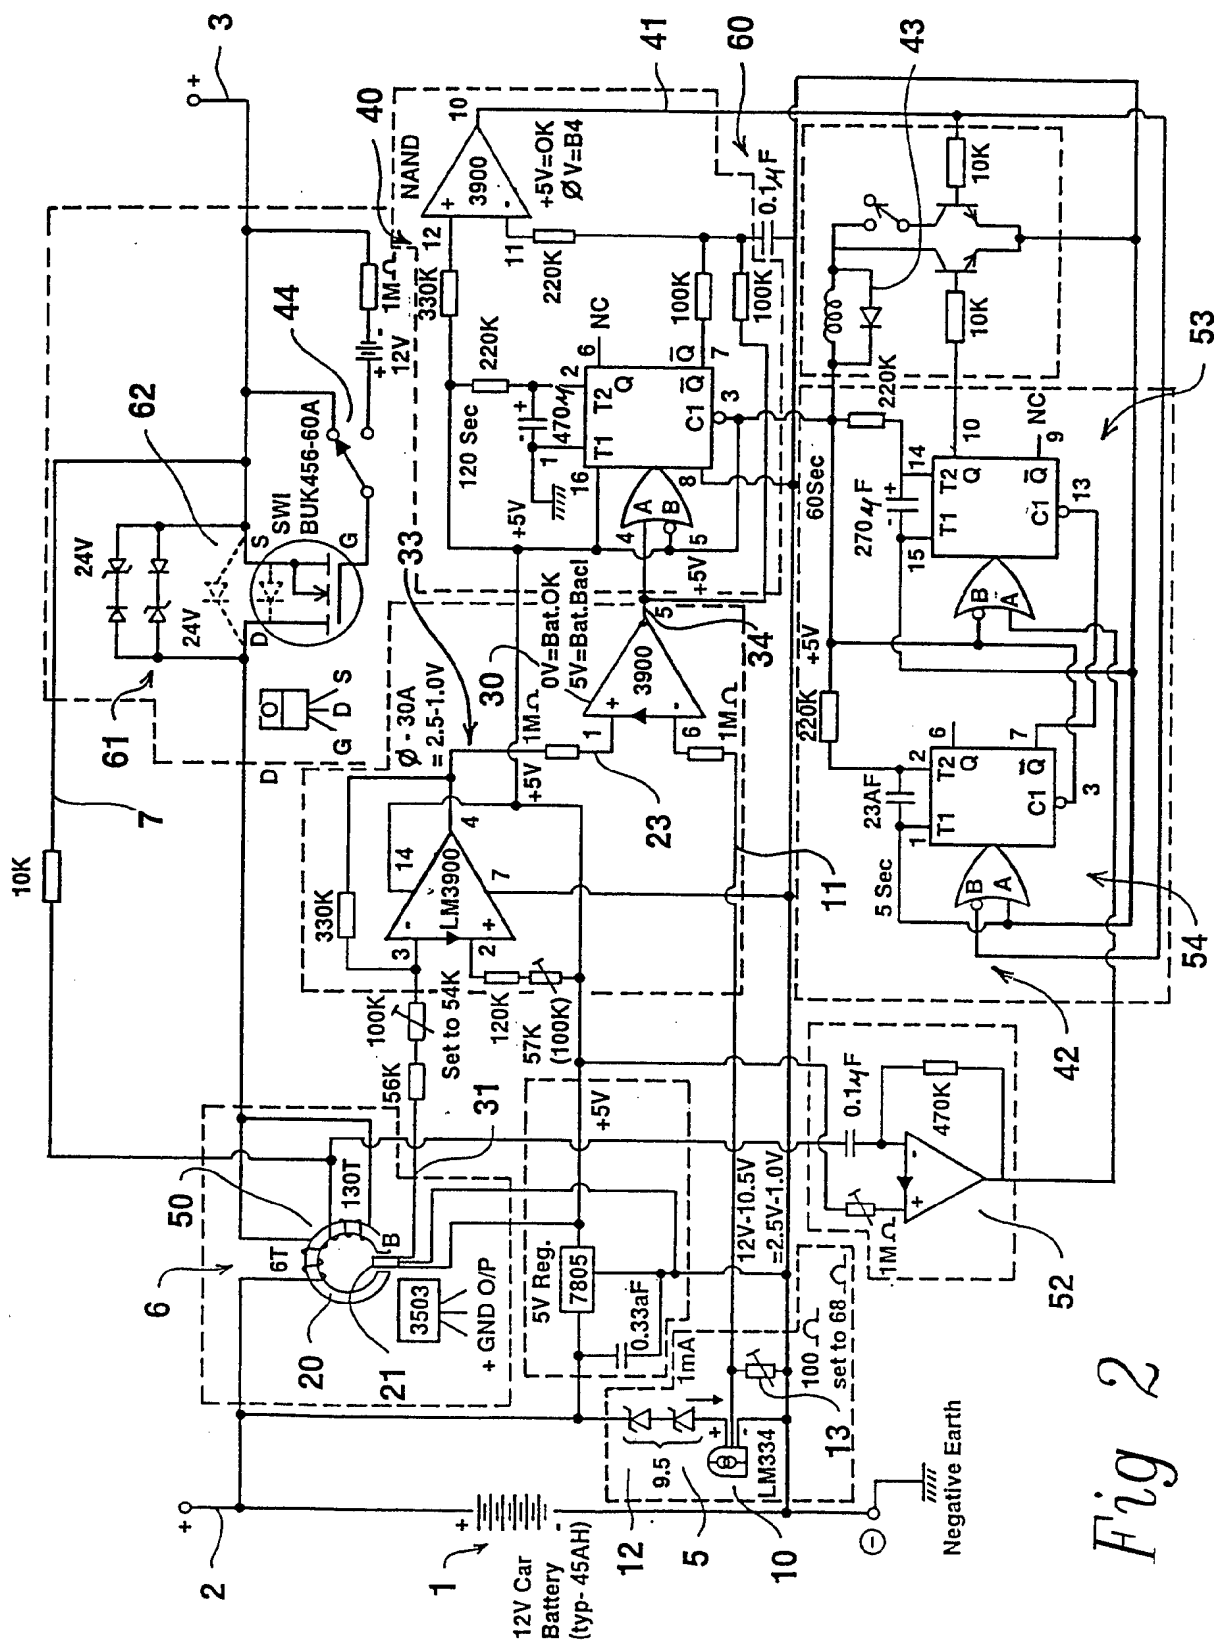 3
+
40
41
60
43
10
NAND
3900
+5V=OK
Ø V=B4
12
+
-
11
330K
220K
0.1µF
10K
10K
1MΩ
12V
+
-
44
62
24V
24V
SWI
BUK456-60A
S
D
G
61
7
10K
G D S
D
220K
120 Sec
470µ
+
-
2
1
16
T2
T1
Q
6
NC
Q
7
C1
3
8
100K
100K
A
B
4
5
+5V
+5V
33
30
0V=Bat.OK
5V=Bat.Bacl
Ø - 30A
= 2.5-1.0V
1MΩ
+5V
3900
+
-
1
6
5
34
1MΩ
23
11
330K
LM3900
14
4
7
3
2
-
+
100K
Set to 54K
56K
120K
57K
(100K)
31
60Sec
220K
270µF
+
-
14
15
T2
T1
Q
10
Q
NC
9
C1
13
53
B
A
+5V
220K
23AF
2
1
5 Sec
T2
T1
Q
6
Q
7
C1
3
B
A
54
42
0.1µF
470K
-
+
1MΩ
52
6
50
6T
130T
B
20
21
3503
+ GND O/P
5V Reg.
7805
+5V
0.33aF
12V-10.5V
=2.5V-1.0V
1mA
100 Ω
set to 68 Ω
13
9.5
12
5
10
LM334
+
-
2
+
1
+
-
12V Car
Battery
(typ- 45AH)
-
Negative Earth
Fig 2